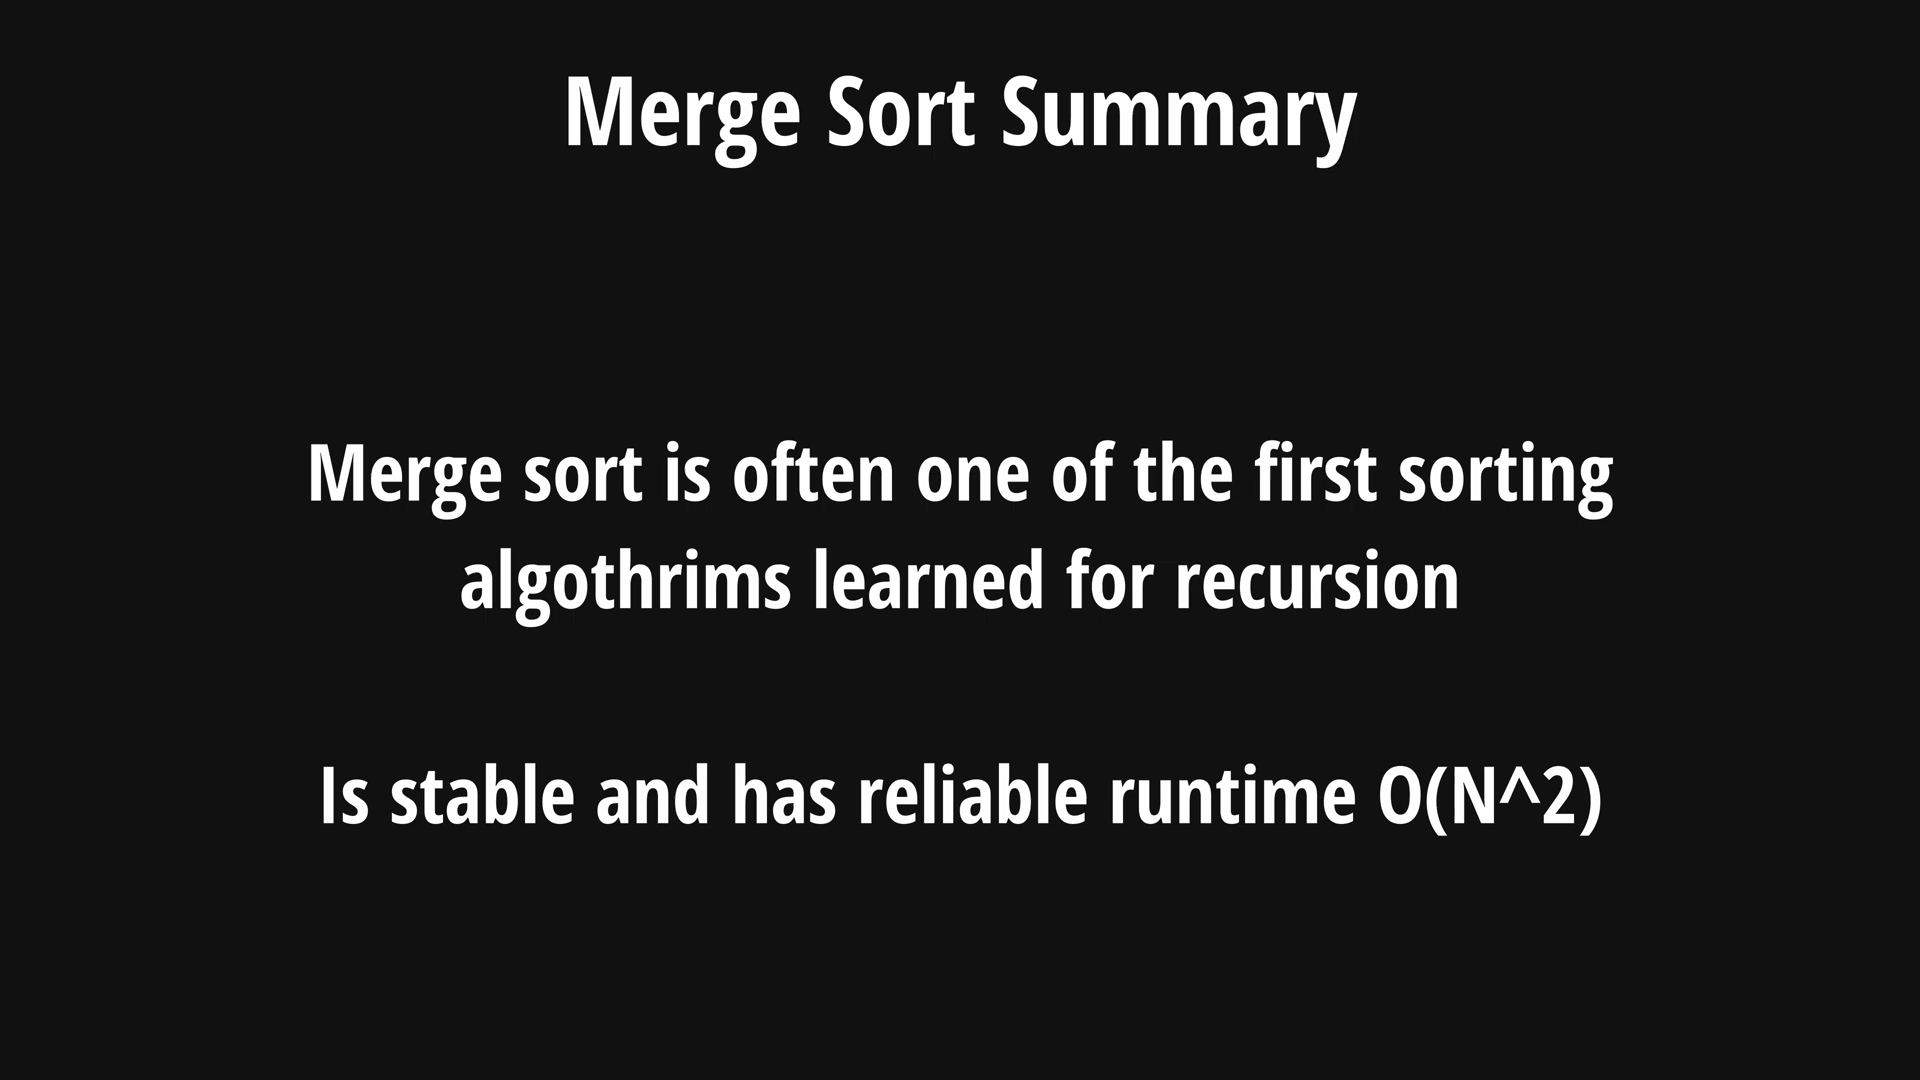 Merge Sort Summary
Merge sort is often one of the first sorting
algothrims learned for recursion
Is stable and has reliable runtime O(N^2)